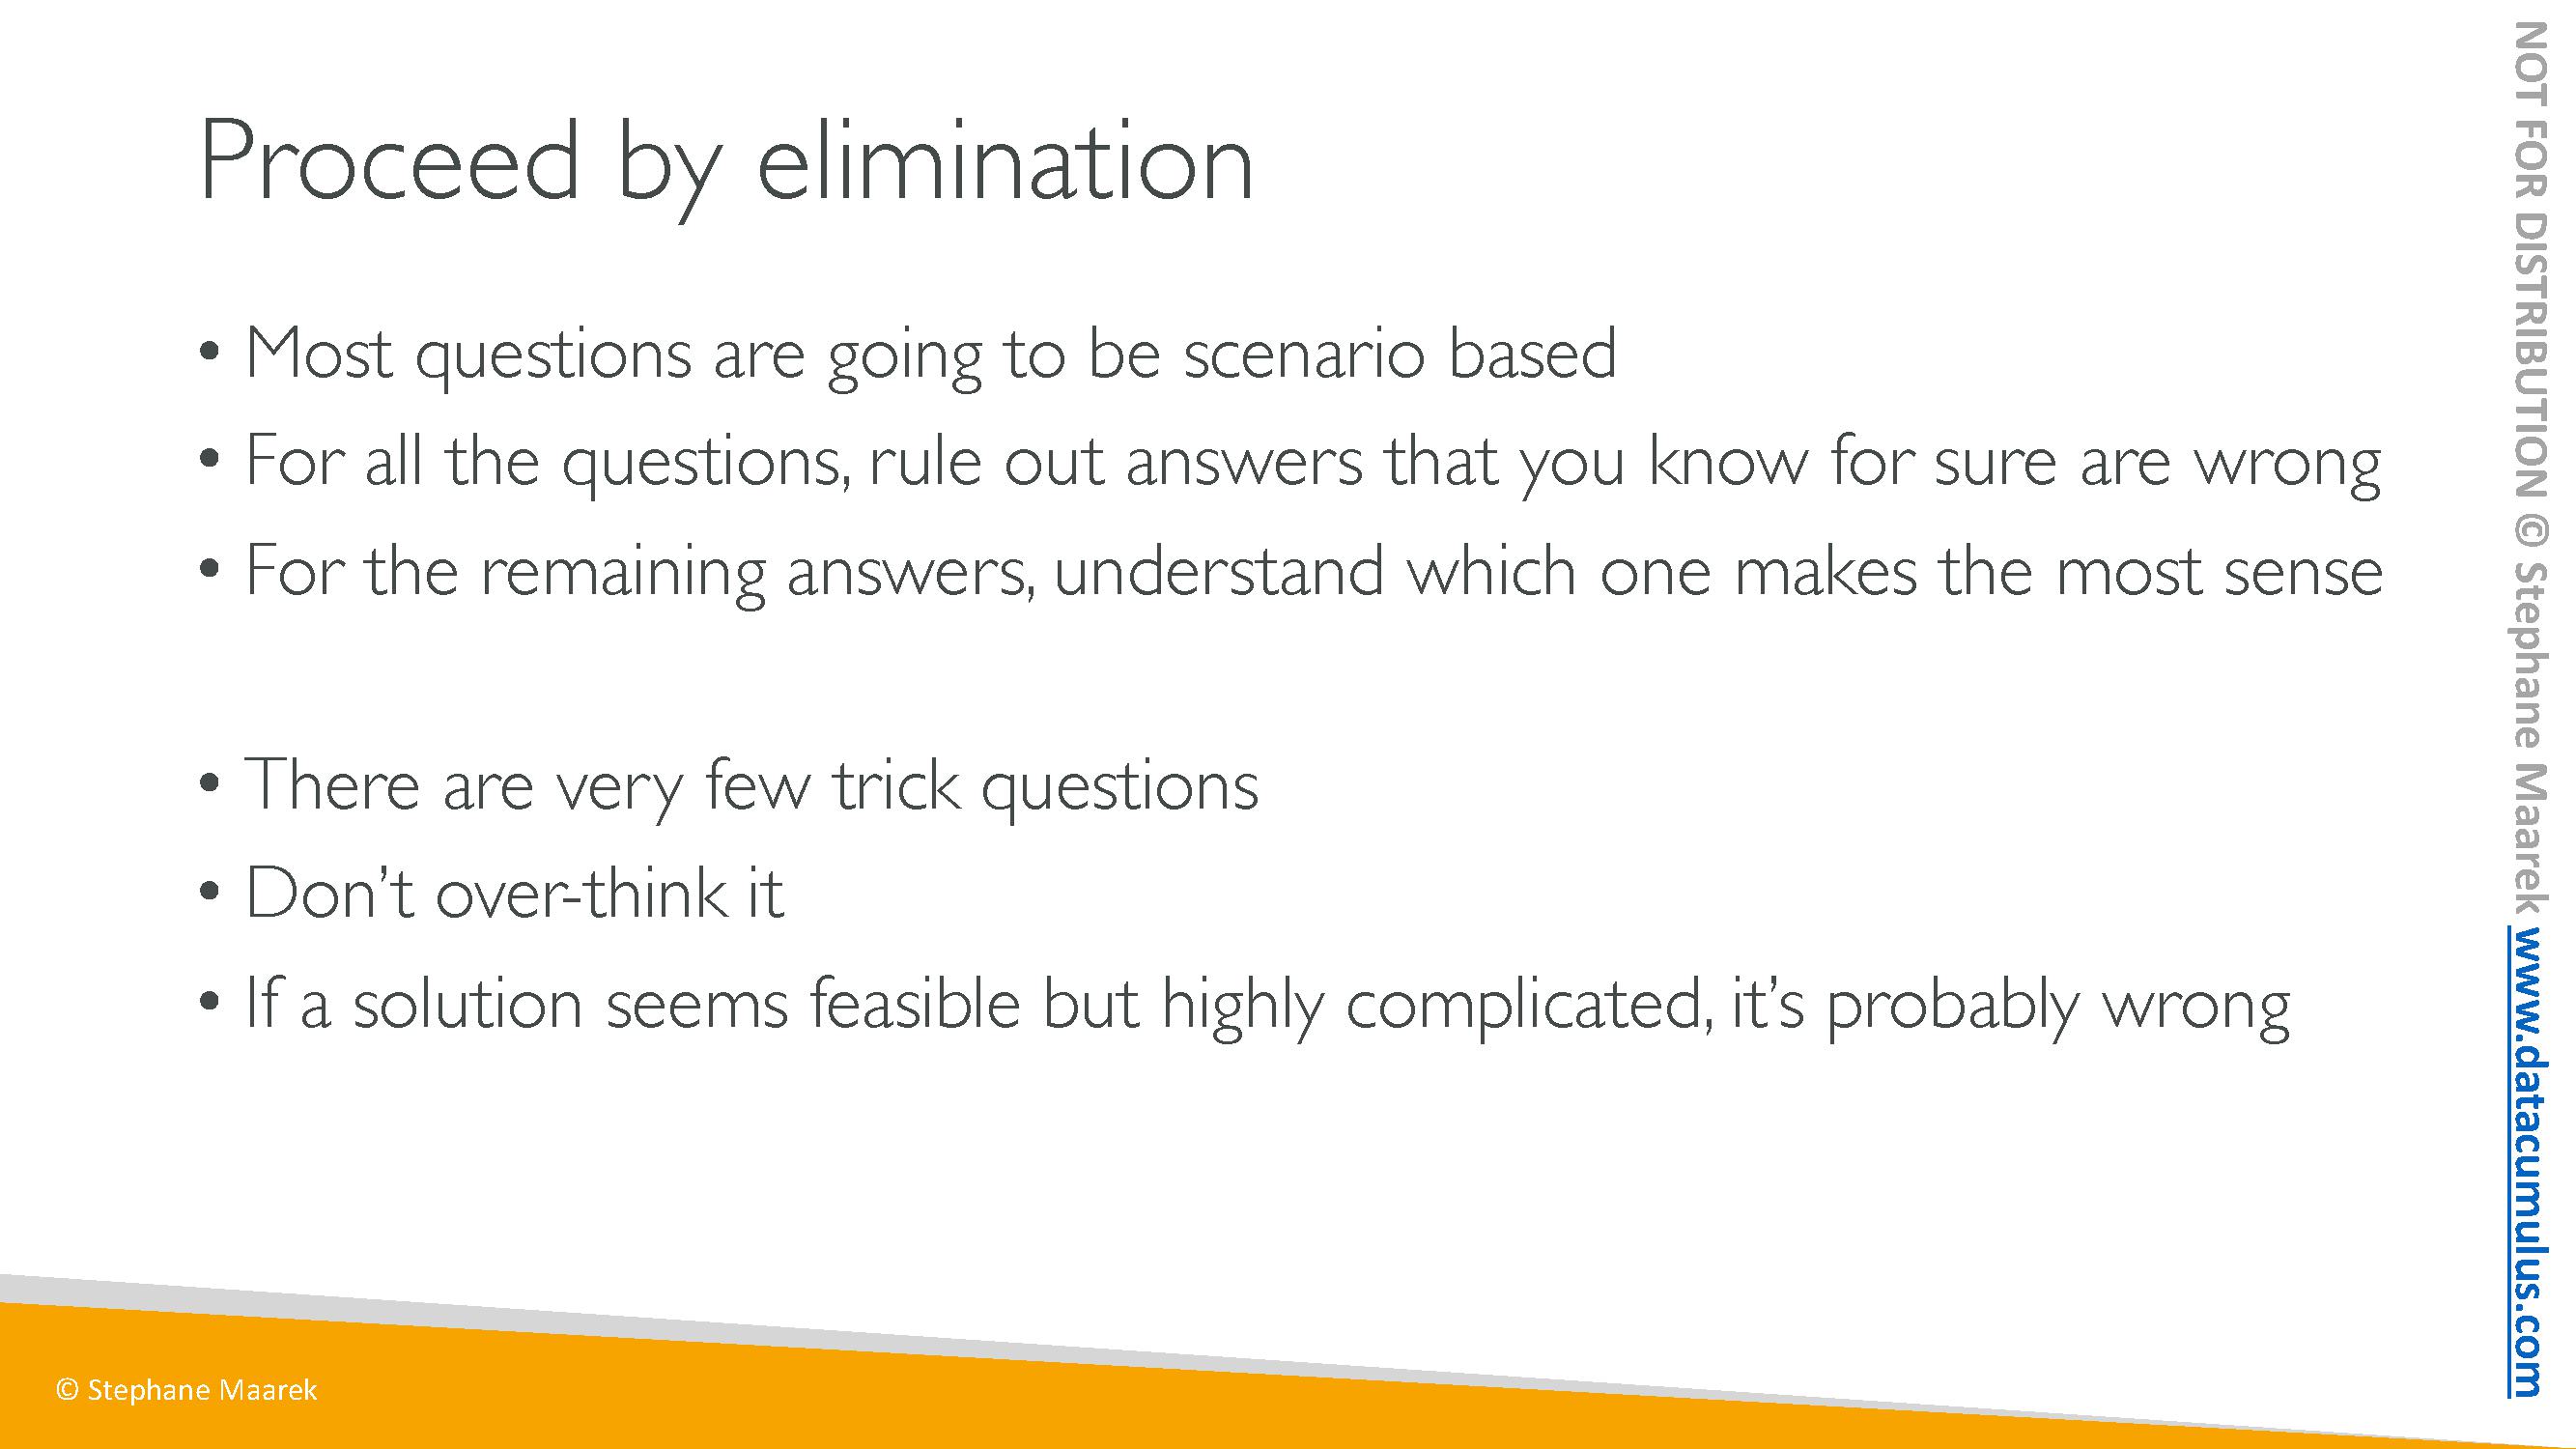 Proceed by elimination
• Most questions are going to be scenario based
• For all the questions, rule out answers that you know for sure are wrong
• For the remaining answers, understand which one makes the most sense
• There are very few trick questions
• Don’t over-think it
• If a solution seems feasible but highly complicated, it’s probably wrong
© Stephane Maarek
NOT FOR DISTRIBUTION © Stephane Maarek www.datacumulus.com